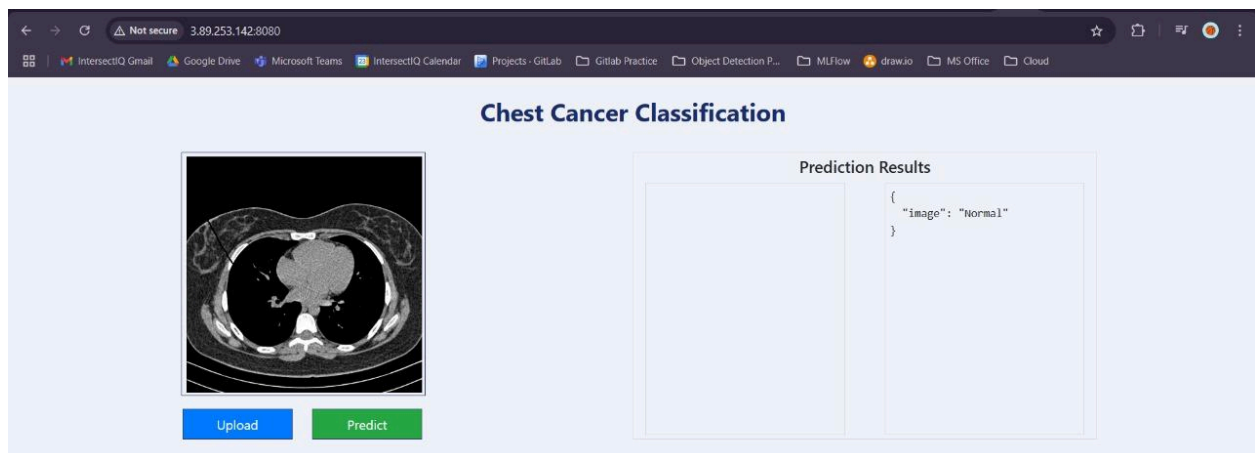 Not secure 3.89.253.142:8080
InterсectIQ Gmail Google Drive Microsoft Teams IntersectIQ Calendar Projects - GitLab Gitlab Practice Object Detection P... MLFlow draw.io MS Office Cloud
Chest Cancer Classification
Prediction Results
{
"image": "Normal"
}
Upload Predict